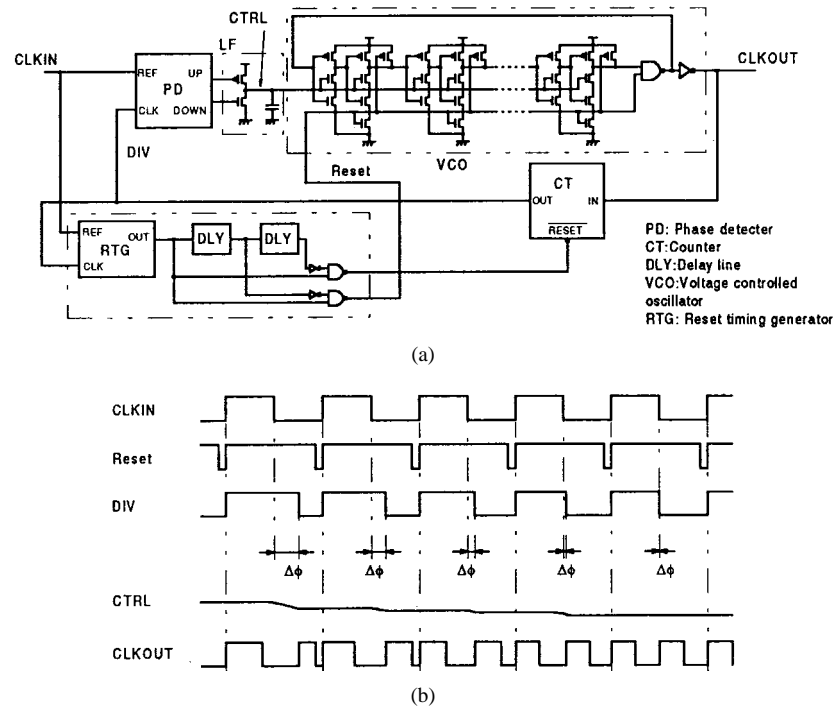 CTRL
LF
CLKIN
REF UP
PD
CLK DOWN
CLKOUT
DIV
Reset
VCO
CT
OUT IN
RESET
REF OUT
RTG
CLK
DLY DLY
PD: Phase detecter
CT:Counter
DLY:Delay line
VCO:Voltage controlled
oscillator
RTG: Reset timing generator
(a)
CLKIN
Reset
DIV
Δϕ Δϕ Δϕ Δϕ Δϕ
CTRL
CLKOUT
(b)